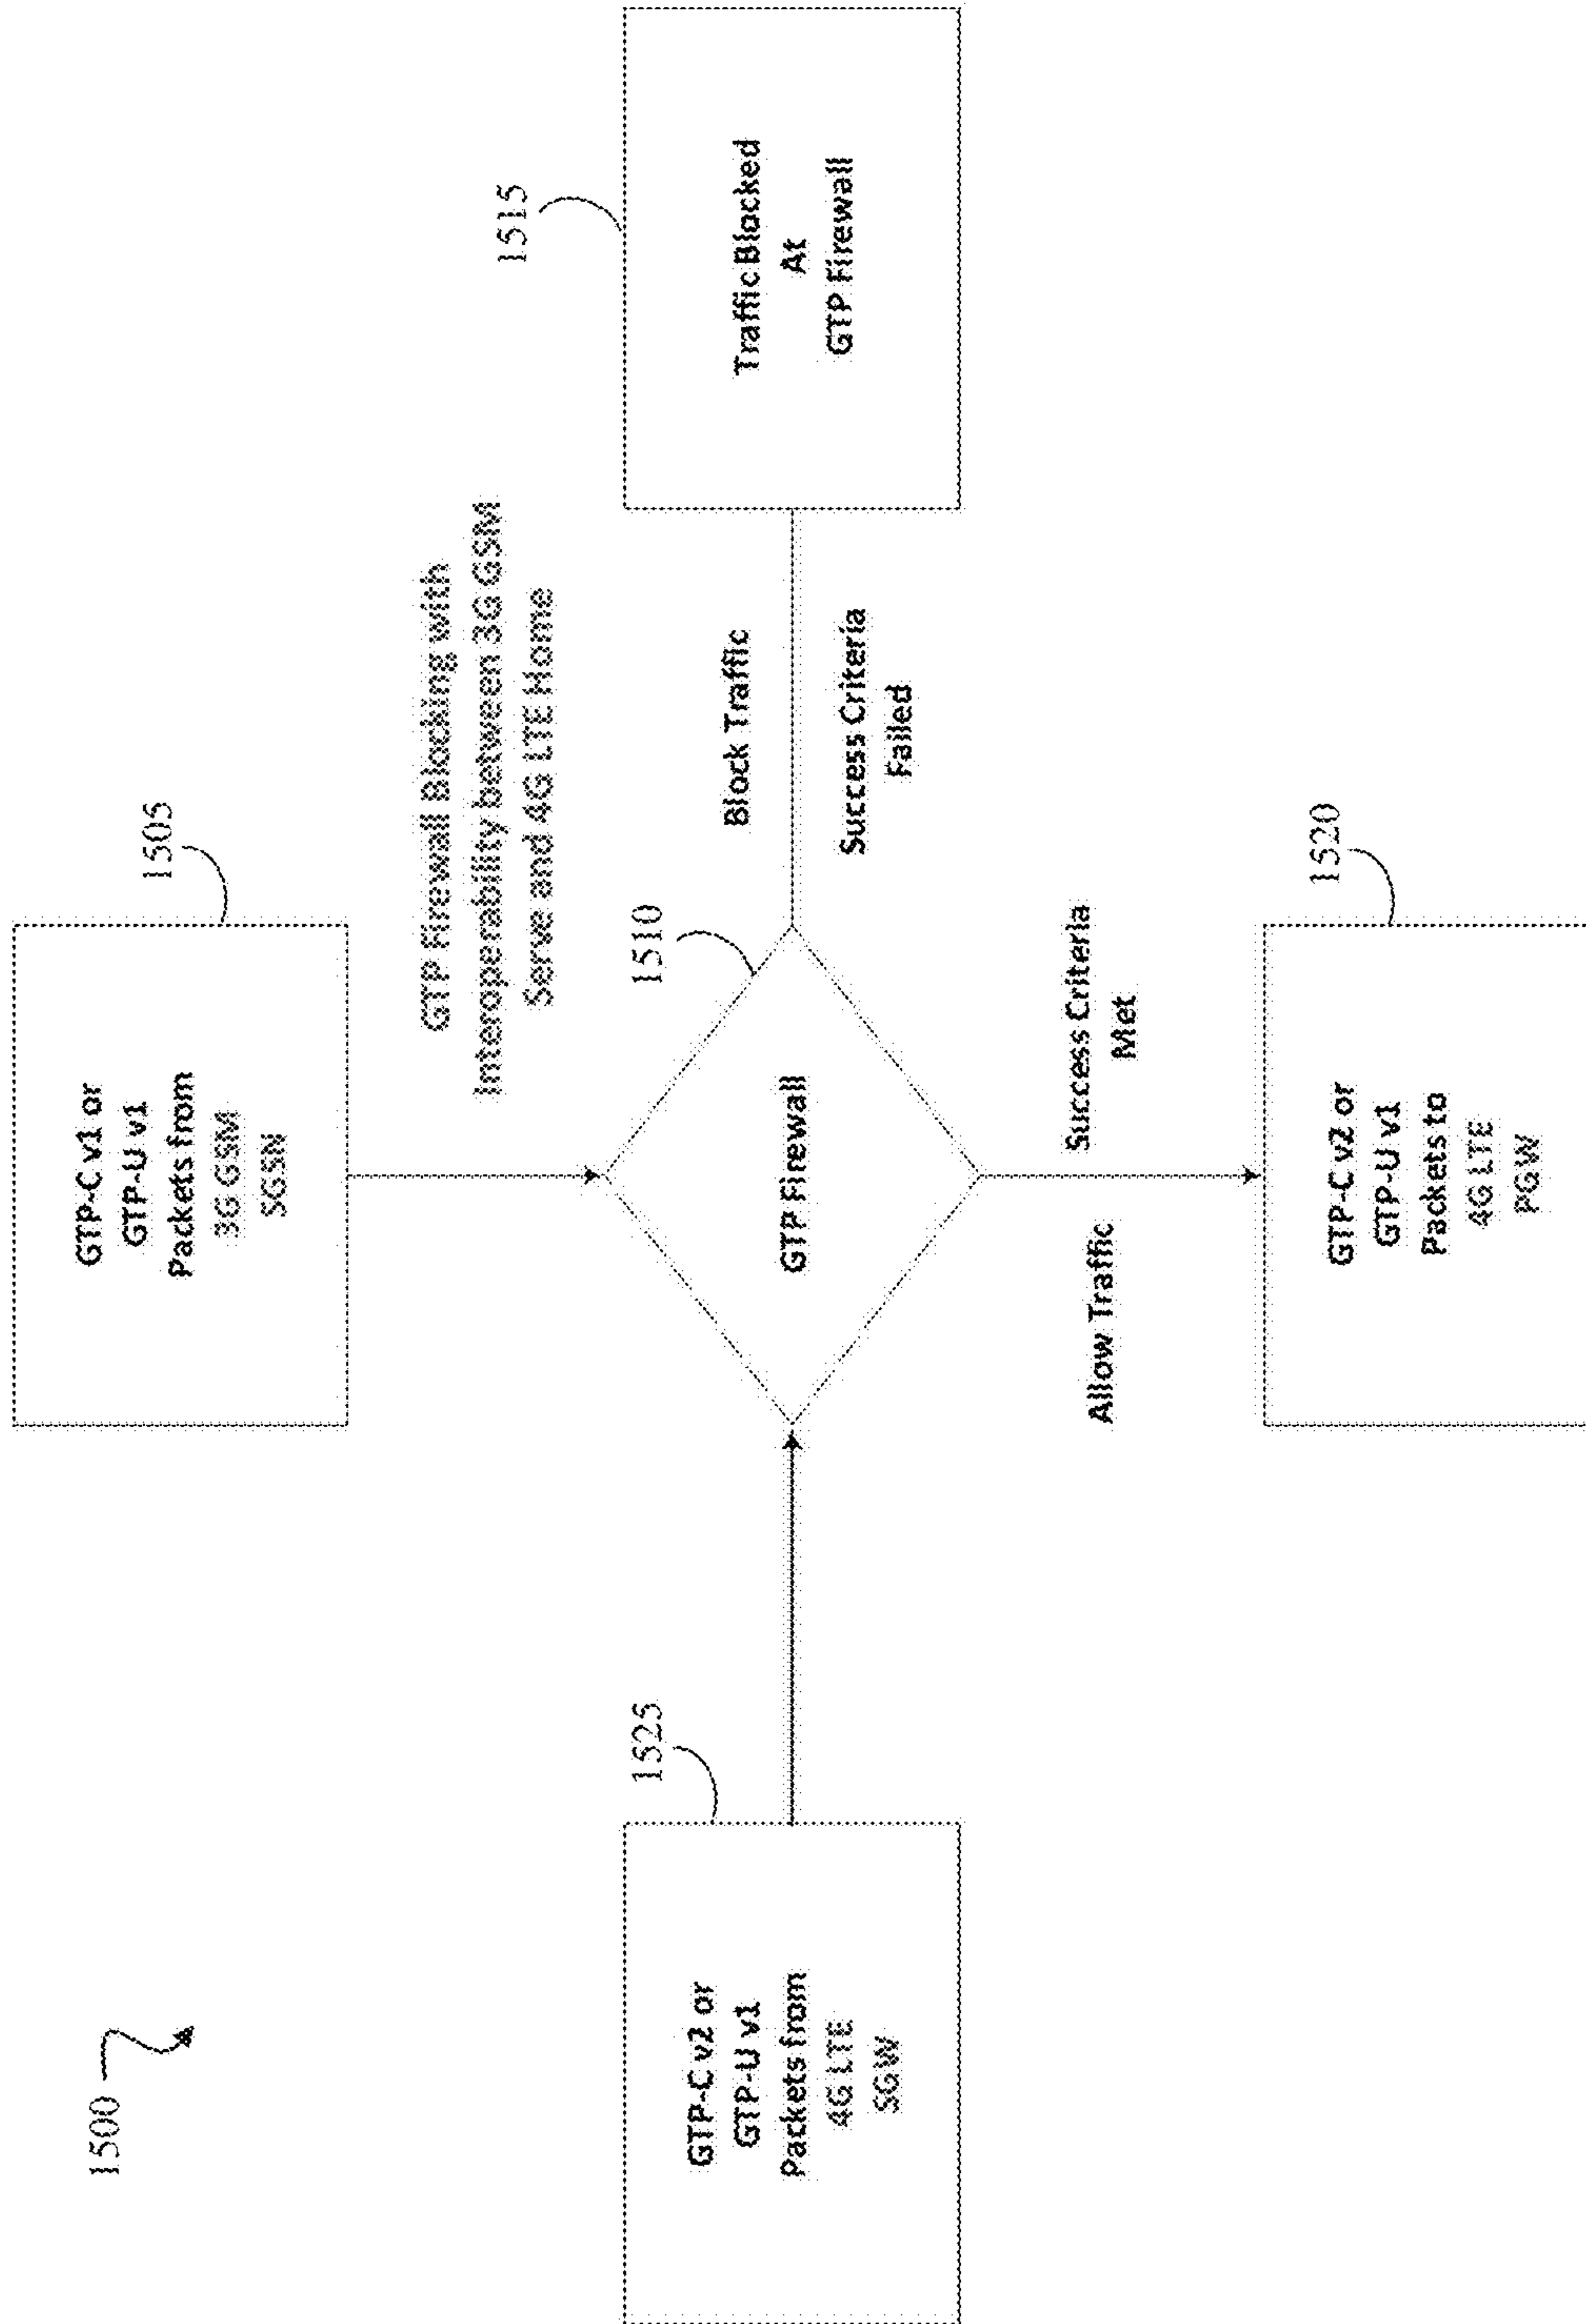 1500
GTP-C v1 or
GTP-U v1
Packets from
3G GSM
SGSN
1505
GTP Firewall Blocking with
Interoperability between 3G GSM
Serve and 4G LTE Home
1525
GTP-C v2 or
GTP-U v1
Packets from
4G LTE
SGW
GTP Firewall
1510
Block Traffic
Success Criteria
Failed
1515
Traffic Blocked
At
GTP Firewall
Allow Traffic
Success Criteria
Met
GTP-C v2 or
GTP-U v1
Packets to
4G LTE
PGW
1520